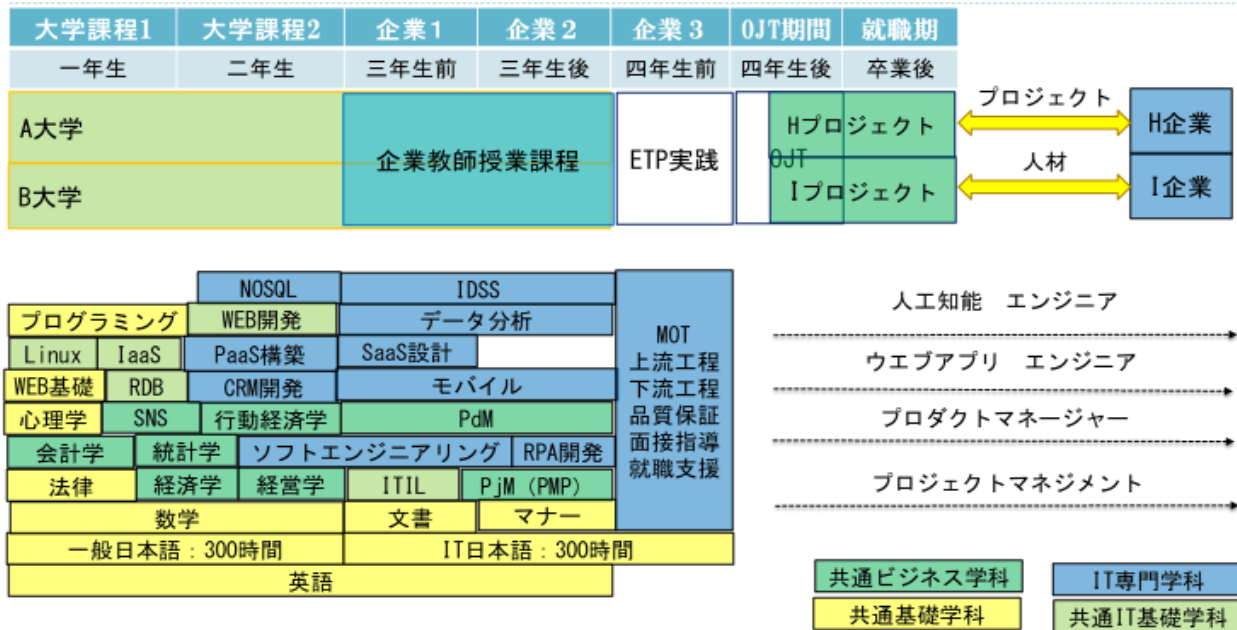 大学課程1 大学課程2 企業1 企業2 企業3 OJT期間 就職期
一年生 二年生 三年生前 三年生後 四年生前 四年生後 卒業後
A大学
B大学
企業教師授業課程
ETP実践
OJT
Hプロジェクト
Iプロジェクト
プロジェクト
人材
H企業
I企業
NOSQL IDSS
プログラミング WEB開発 データ分析
Linux IaaS PaaS構築 SaaS設計
WEB基礎 RDB CRM開発 モバイル
心理学 SNS 行動経済学 PdM
会計学 統計学 ソフトエンジニアリング RPA開発
法律 経済学 経営学 ITIL PjM (PMP)
数学 文書 マナー
一般日本語：300時間 IT日本語：300時間
英語
MOT
上流工程
下流工程
品質保証
面接指導
就職支援
人工知能 エンジニア
ウエブアプリ エンジニア
プロダクトマネージャー
プロジェクトマネジメント
共通ビジネス学科 IT専門学科
共通基礎学科 共通IT基礎学科